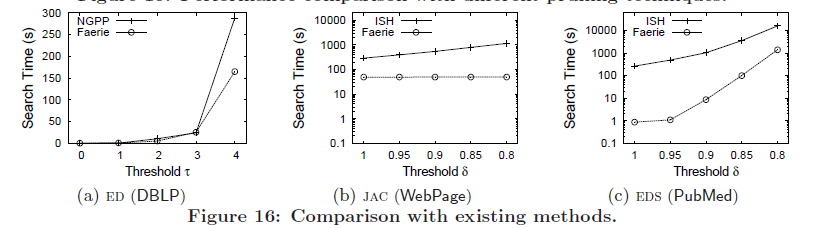 Figure 15: Performance comparison with different pruning techniques.
300
250
200
150
100
50
0
Search Time (s)
NGPP
Faerie
0 1 2 3 4
Threshold τ
(a) ED (DBLP)
10000
1000
100
10
1
0.1
Search Time (s)
ISH
Faerie
1 0.95 0.9 0.85 0.8
Threshold δ
(b) JAC (WebPage)
10000
1000
100
10
1
0.1
Search Time (s)
ISH
Faerie
1 0.95 0.9 0.85 0.8
Threshold δ
(c) EDS (PubMed)
Figure 16: Comparison with existing methods.